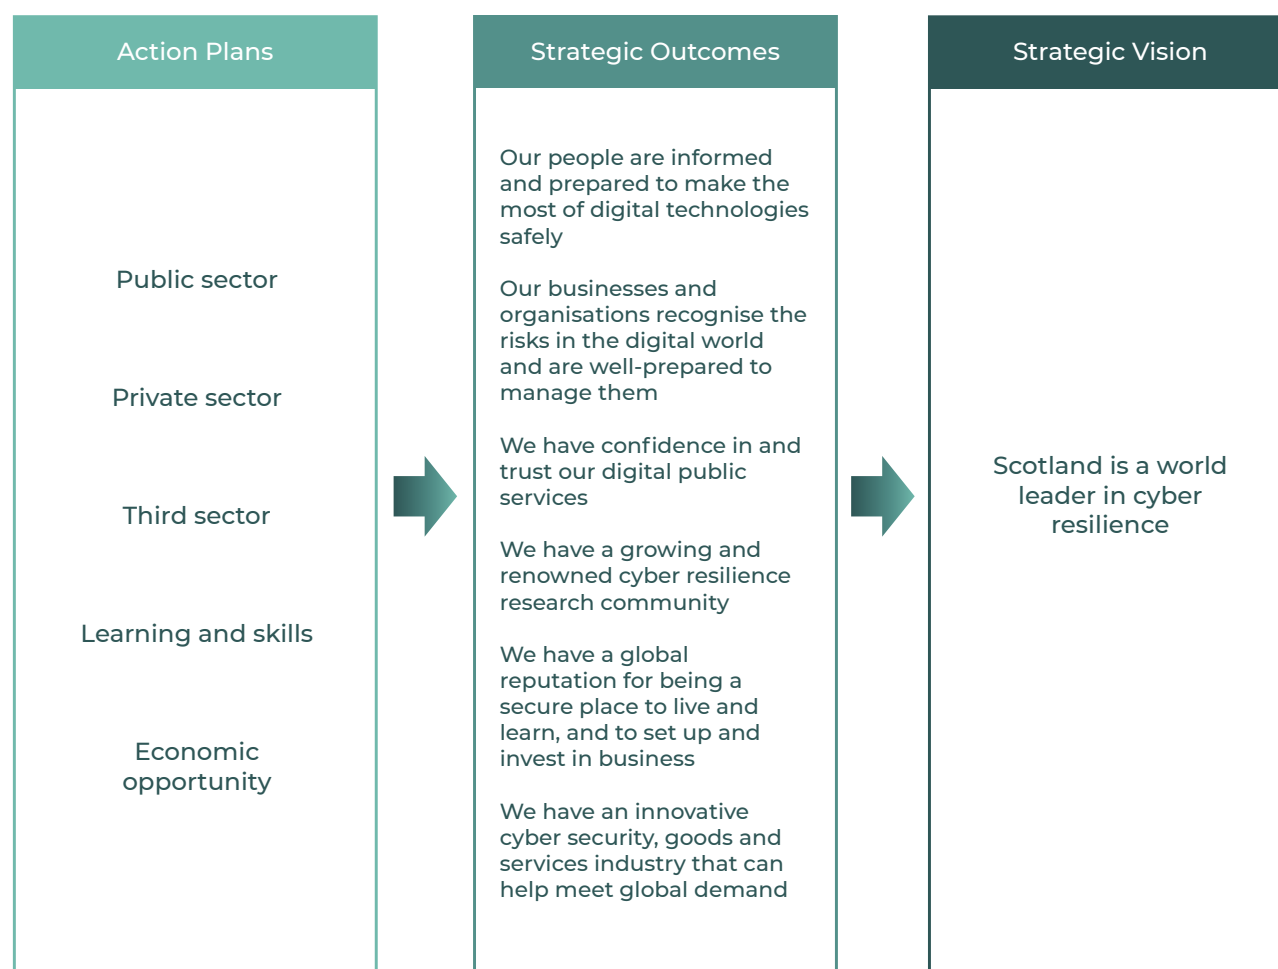 Action Plans
Public sector
Private sector
Third sector
Learning and skills
Economic
opportunity
Strategic Outcomes
Our people are informed
and prepared to make the
most of digital technologies
safely
Our businesses and
organisations recognise the
risks in the digital world
and are well-prepared to
manage them
We have confidence in and
trust our digital public
services
We have a growing and
renowned cyber resilience
research community
We have a global
reputation for being a
secure place to live and
learn, and to set up and
invest in business
We have an innovative
cyber security, goods and
services industry that can
help meet global demand
Strategic Vision
Scotland is a world
leader in cyber
resilience